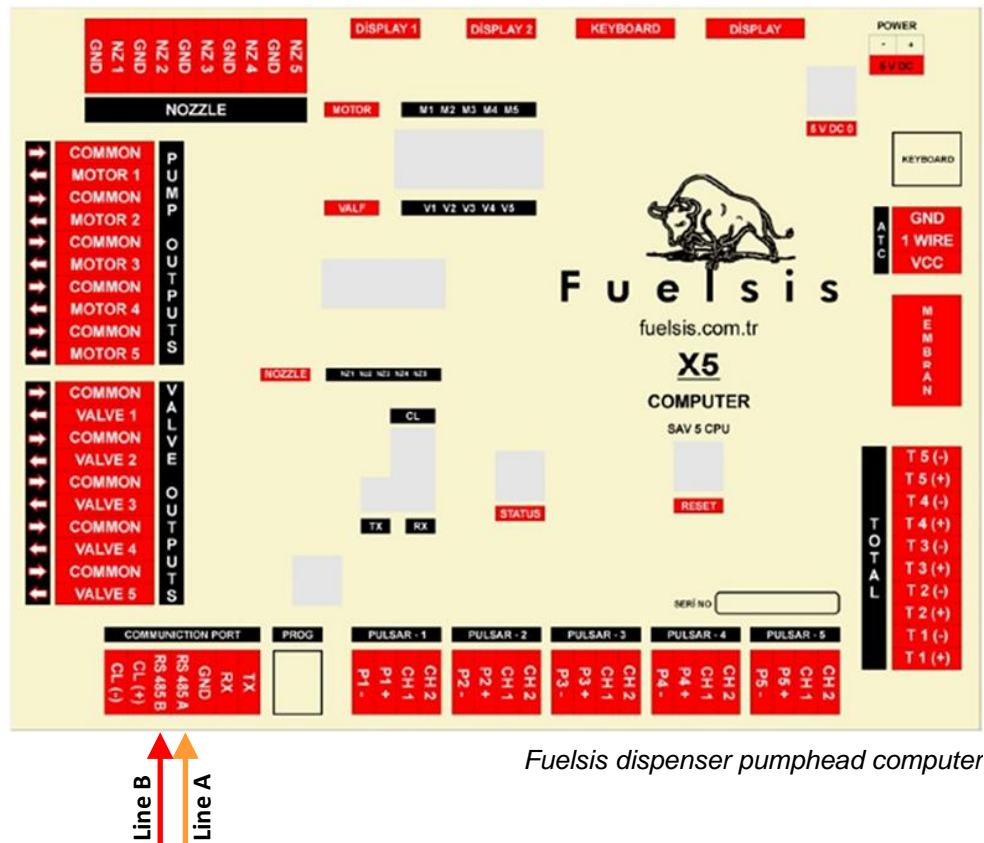 DİSPLAY 1
DİSPLAY 2
KEYBOARD
DİSPLAY
POWER
- +
5 V DC
GND
NZ 1
GND
NZ 2
GND
NZ 3
GND
NZ 4
GND
NZ 5
NOZZLE
MOTOR
M1 M2 M3 M4 M5
5 V DC 0
KEYBOARD
COMMON
MOTOR 1
COMMON
MOTOR 2
COMMON
MOTOR 3
COMMON
MOTOR 4
COMMON
MOTOR 5
PUMP OUTPUTS
VALF
V1 V2 V3 V4 V5
ATC
GND
1 WIRE
VCC
Fuelsis
fuelsis.com.tr
X5
COMPUTER
SAV 5 CPU
MEMBRAN
NOZZLE
NZ1 NZ2 NZ3 NZ4 NZ5
COMMON
VALVE 1
COMMON
VALVE 2
COMMON
VALVE 3
COMMON
VALVE 4
COMMON
VALVE 5
VALVE OUTPUTS
CL
TX
RX
STATUS
RESET
TOTAL
T 5 (-)
T 5 (+)
T 4 (-)
T 4 (+)
T 3 (-)
T 3 (+)
T 2 (-)
T 2 (+)
T 1 (-)
T 1 (+)
SERİ NO
COMMUNICTION PORT
CL (-)
CL (+)
RS 485 B
RS 485 A
GND
RX
TX
PROG
PULSAR - 1
P1 -
P1 +
CH 1
CH 2
PULSAR - 2
P2 -
P2 +
CH 1
CH 2
PULSAR - 3
P3 -
P3 +
CH 1
CH 2
PULSAR - 4
P4 -
P4 +
CH 1
CH 2
PULSAR - 5
P5 -
P5 +
CH 1
CH 2
Line B
Line A
Fuelsis dispenser pumphead computer